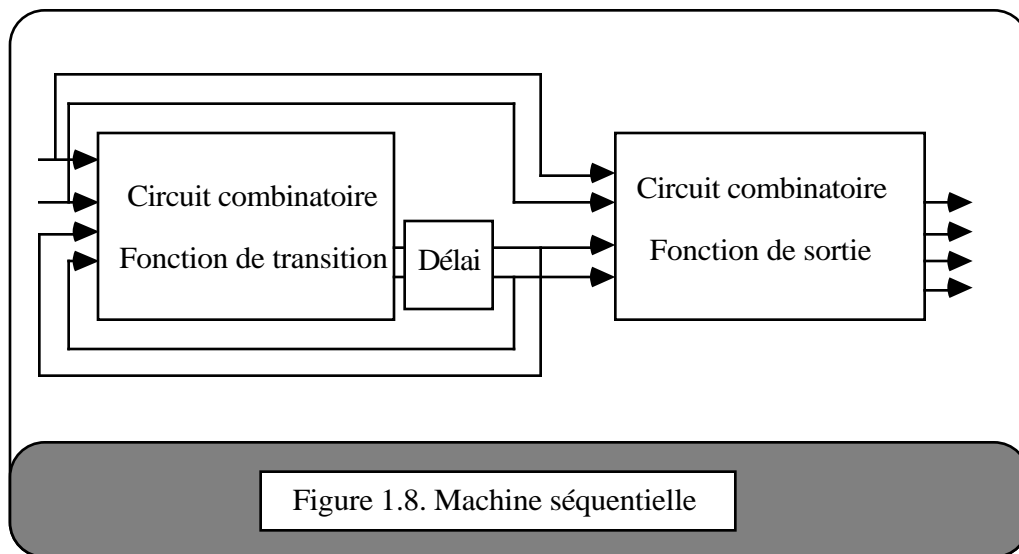 Circuit combinatoire
Fonction de transition
Délai
Circuit combinatoire
Fonction de sortie
Figure 1.8. Machine séquentielle